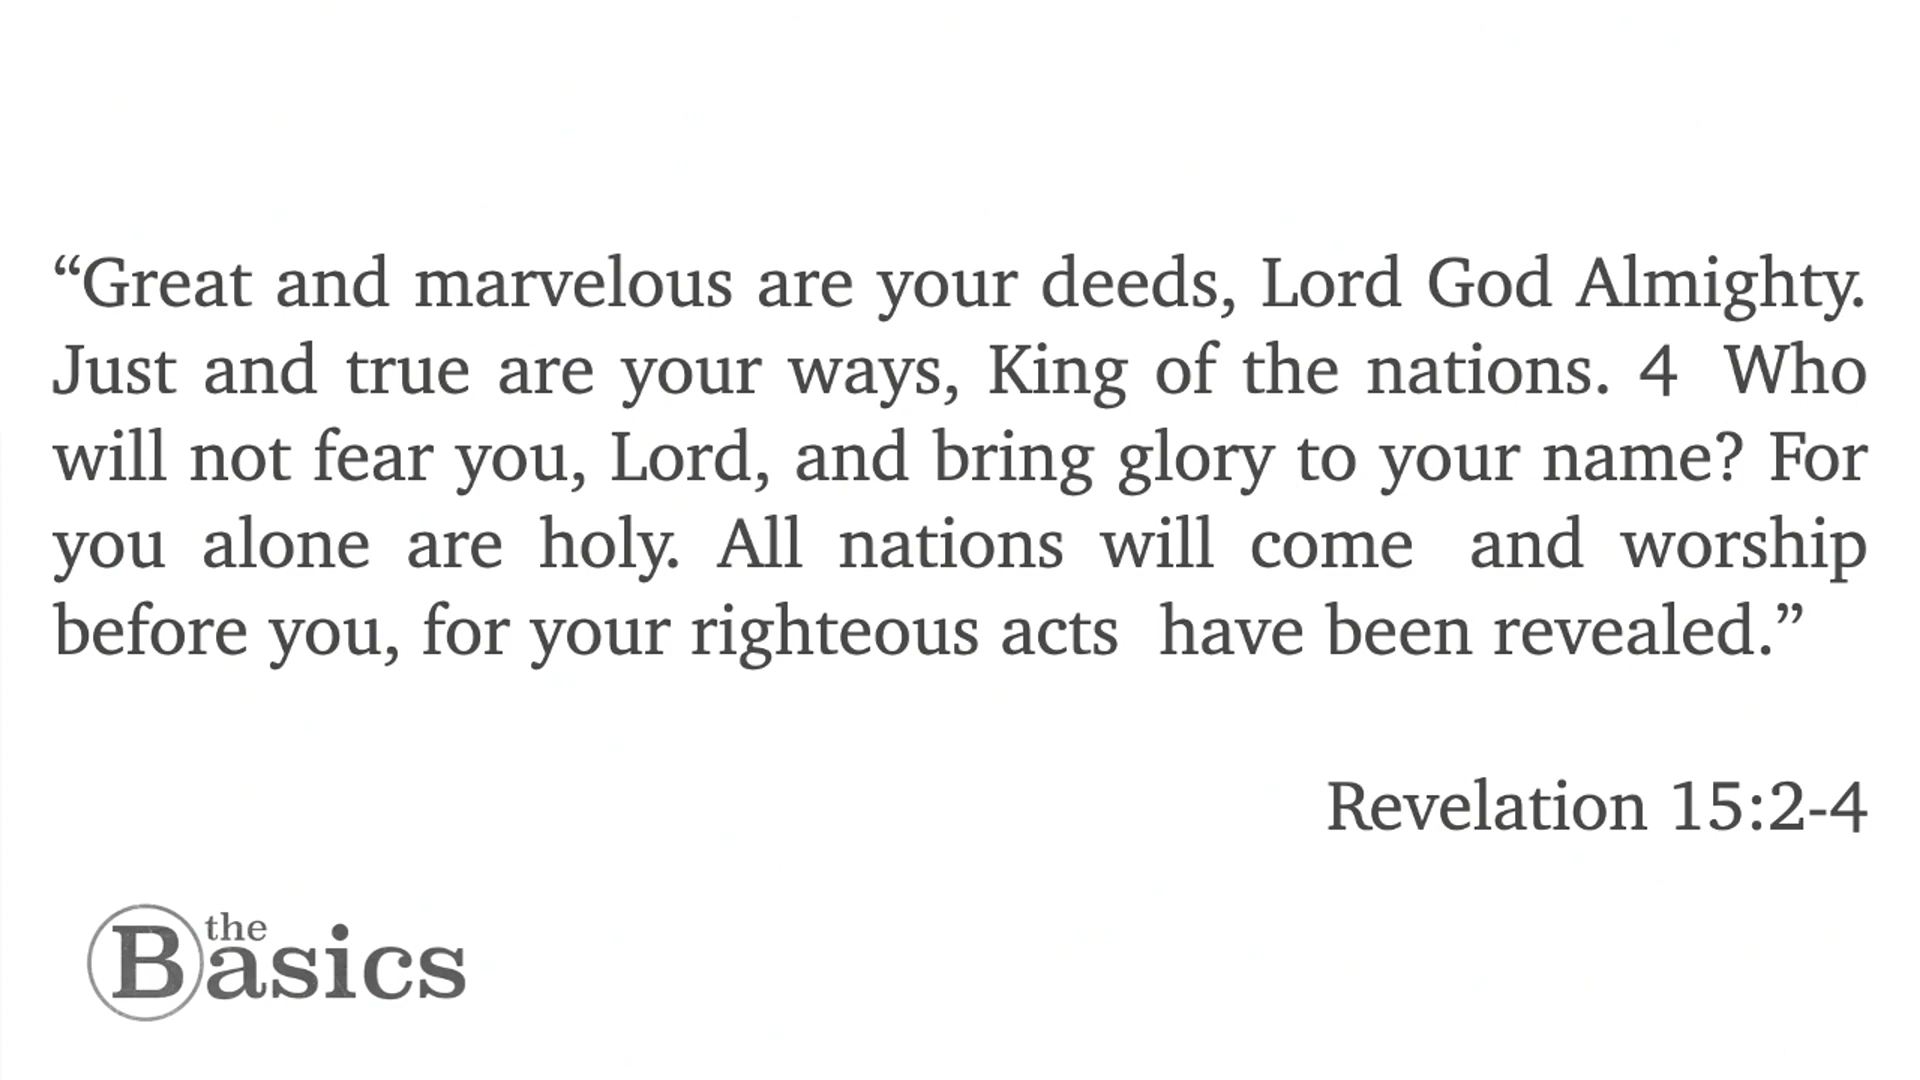 “Great and marvelous are your deeds, Lord God Almighty.
Just and true are your ways, King of the nations. 4 Who
will not fear you, Lord, and bring glory to your name? For
you alone are holy. All nations will come and worship
before you, for your righteous acts have been revealed.”
Revelation 15:2-4
the
Basics